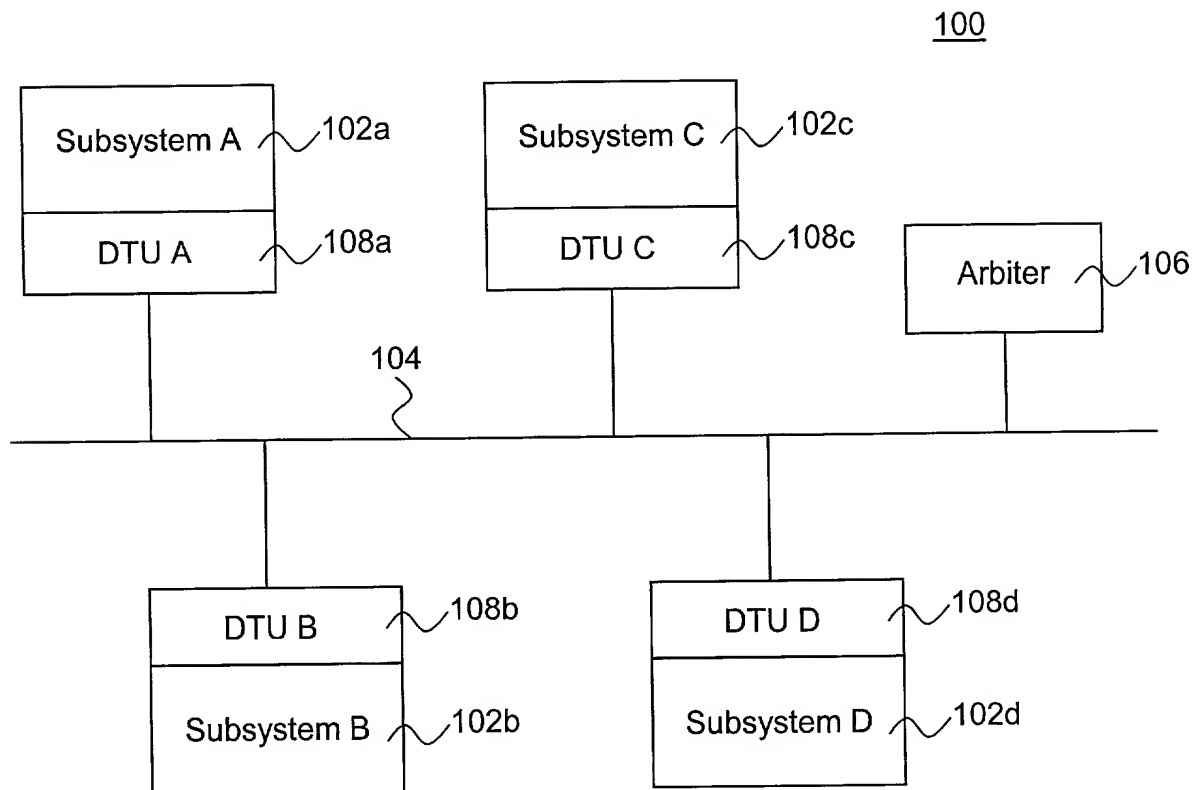 100
Subsystem A
102a
DTU A
108a
Subsystem C
102c
DTU C
108c
Arbiter
106
104
DTU B
108b
Subsystem B
102b
DTU D
108d
Subsystem D
102d